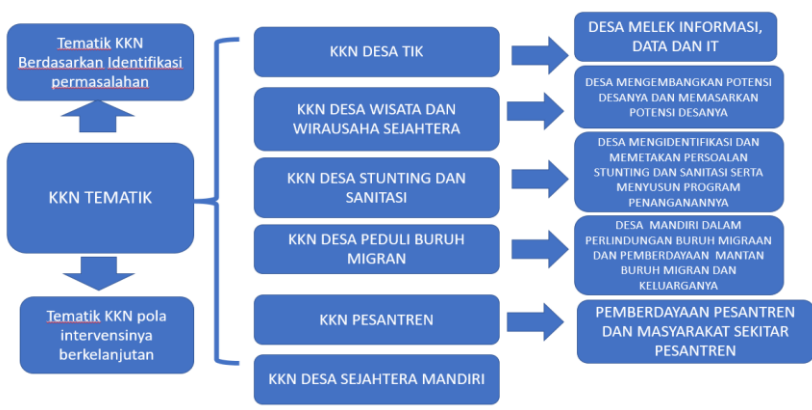 Tematik KKN
Berdasarkan Identifikasi
permasalahan
KKN TEMATIK
Tematik KKN pola
intervensinya
berkelanjutan
KKN DESA TIK
DESA MELEK INFORMASI,
DATA DAN IT
KKN DESA WISATA DAN
WIRAUSAHA SEJAHTERA
DESA MENGEMBANGKAN POTENSI
DESANYA DAN MEMASARKAN
POTENSI DESANYA
KKN DESA STUNTING DAN
SANITASI
DESA MENGIDENTIFIKASI DAN
MEMETAKAN PERSOALAN
STUNTING DAN SANITASI SERTA
MENYUSUN PROGRAM
PENANGANANNYA
KKN DESA PEDULI BURUH
MIGRAN
DESA MANDIRI DALAM
PERLINDUNGAN BURUH MIGRAAN
DAN PEMBERDAYAAN MANTAN
BURUH MIGRAN DAN
KELUARGANYA
KKN PESANTREN
PEMBERDAYAAN PESANTREN
DAN MASYARAKAT SEKITAR
PESANTREN
KKN DESA SEJAHTERA MANDIRI